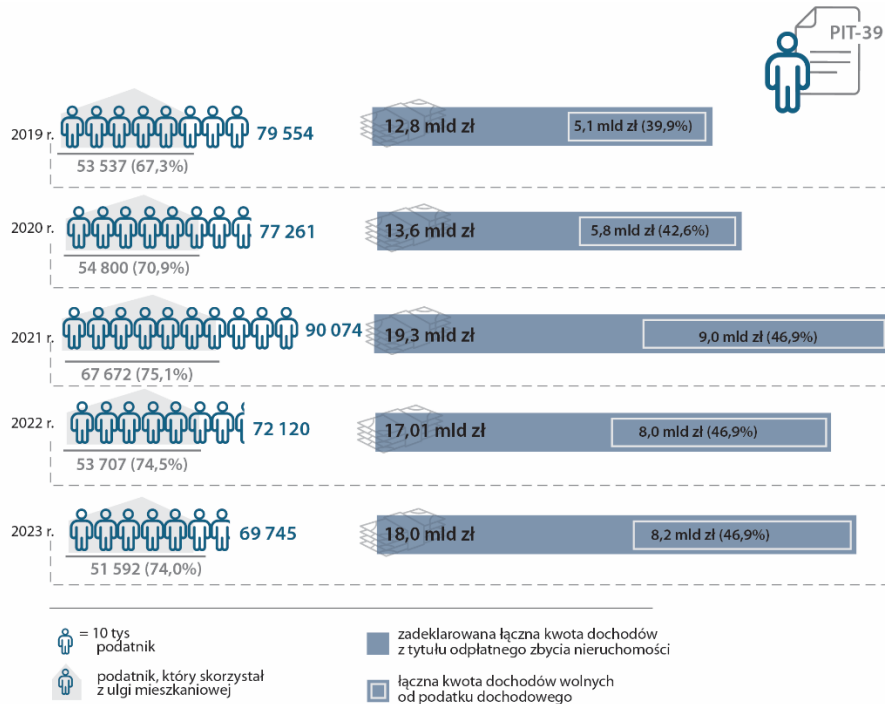 PIT-39
2019 r.
79 554
53 537 (67,3%)
12,8 mld zł
5,1 mld zł (39,9%)
2020 r.
77 261
54 800 (70,9%)
13,6 mld zł
5,8 mld zł (42,6%)
2021 r.
90 074
67 672 (75,1%)
19,3 mld zł
9,0 mld zł (46,9%)
2022 r.
72 120
53 707 (74,5%)
17,01 mld zł
8,0 mld zł (46,9%)
2023 r.
69 745
51 592 (74,0%)
18,0 mld zł
8,2 mld zł (46,9%)
= 10 tys
podatnik
podatnik, który skorzystał
z ulgi mieszkaniowej
zadeklarowana łączna kwota dochodów
z tytułu odpłatnego zbycia nieruchomości
łączna kwota dochodów wolnych
od podatku dochodowego